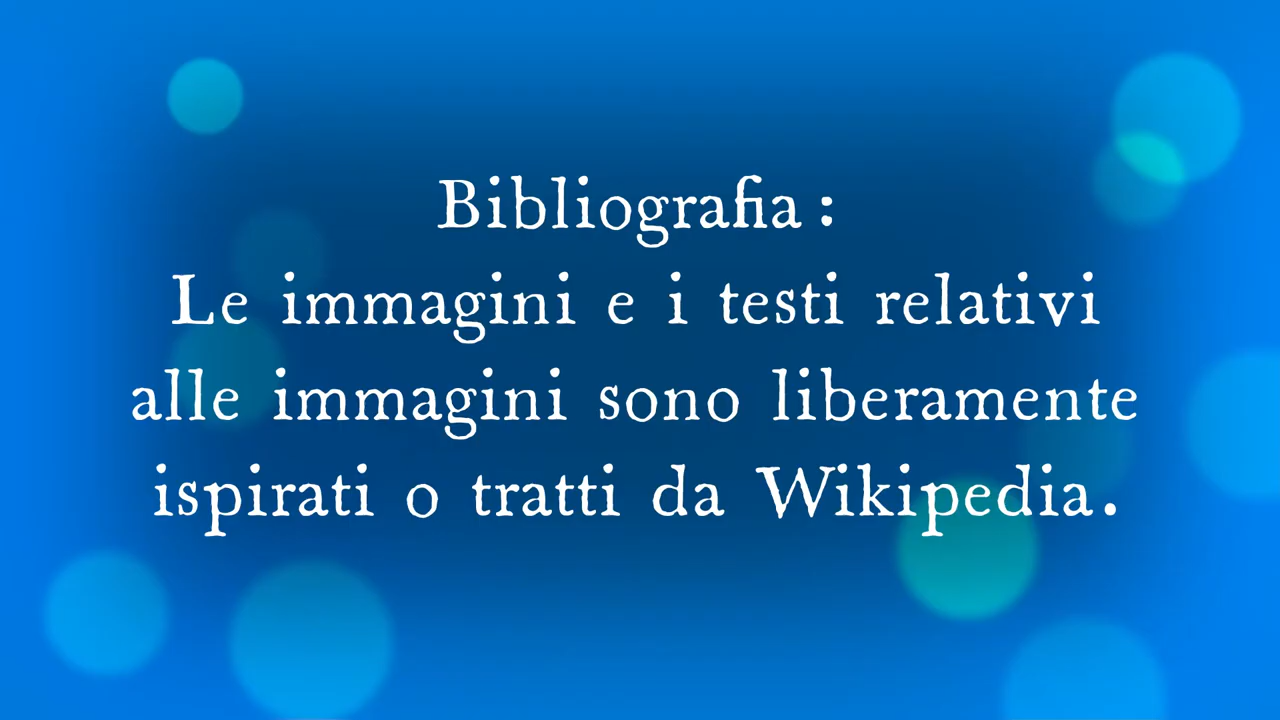 Bibliografia :
Le immagini e i testi relativi
alle immagini sono liberamente
ispirati o tratti da Wikipedia.